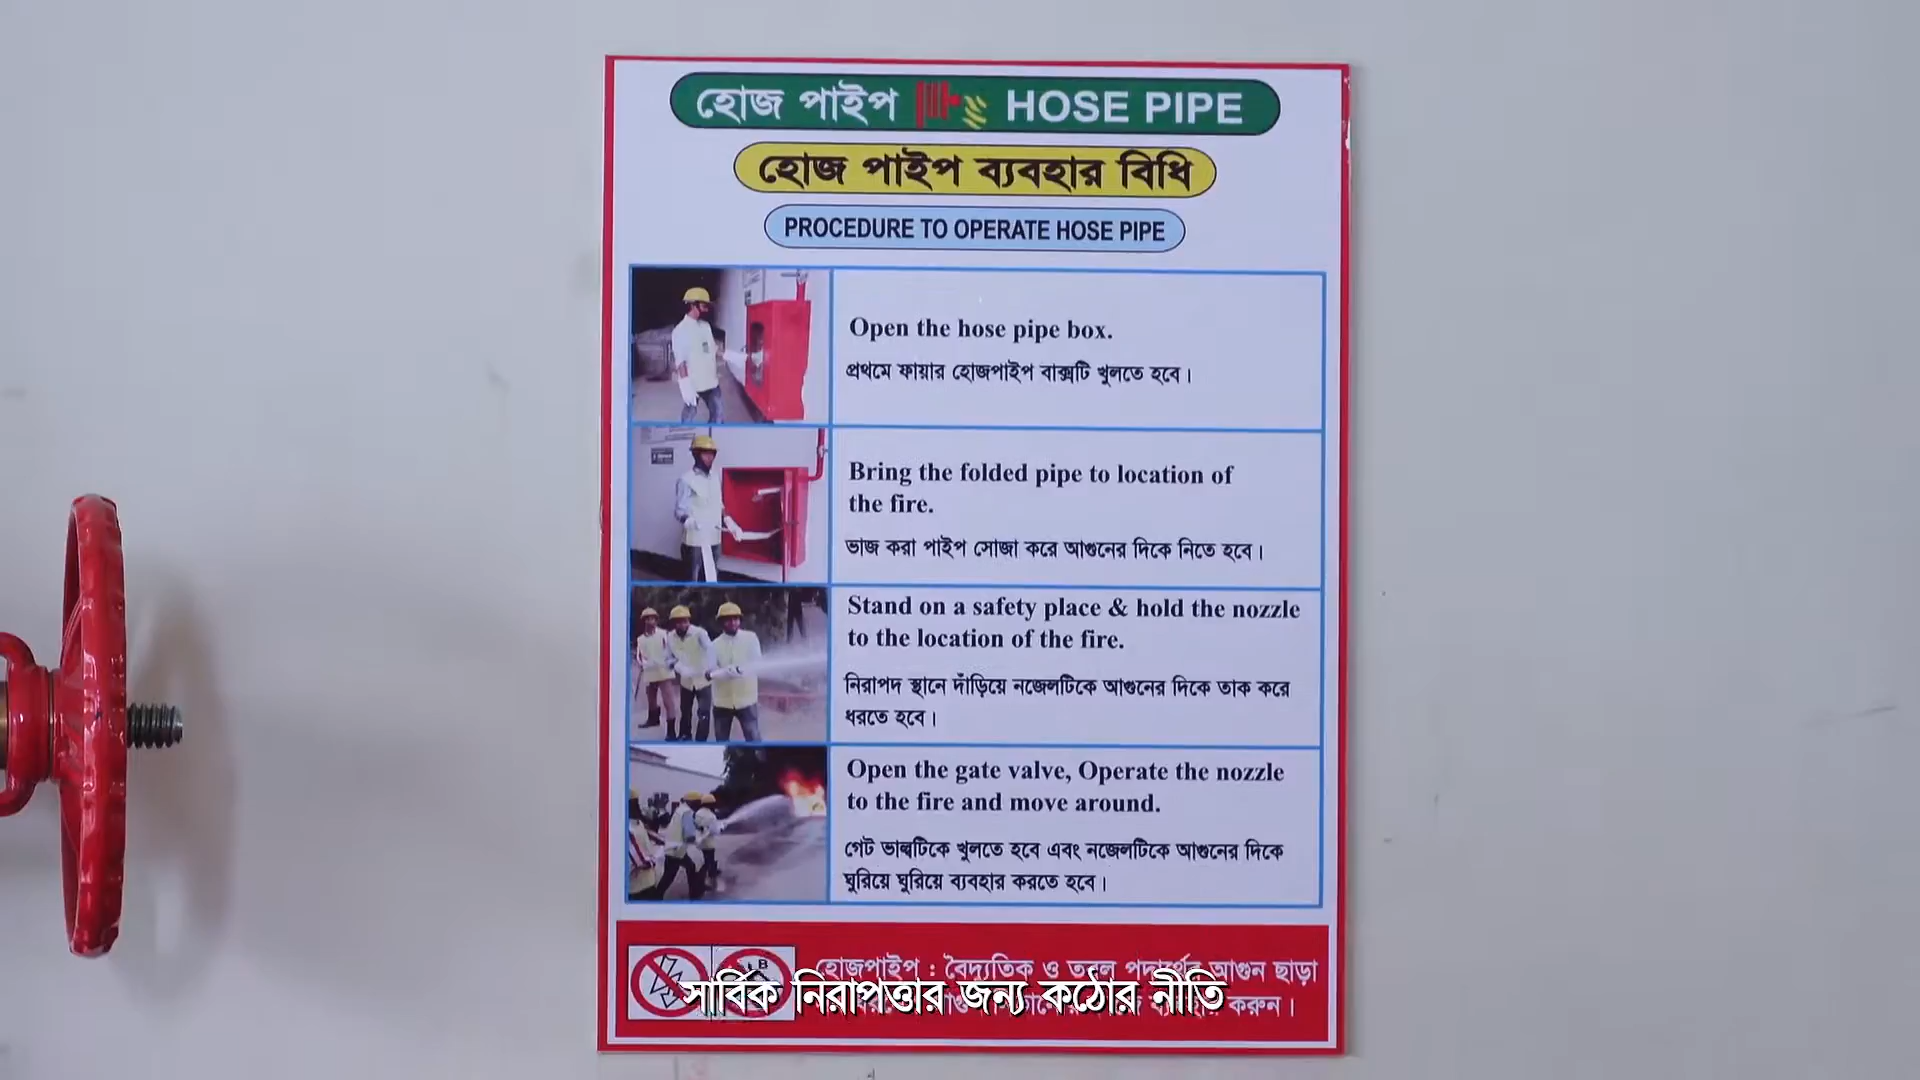 হোজ পাইপ HOSE PIPE
হোজ পাইপ ব্যবহার বিধি
PROCEDURE TO OPERATE HOSE PIPE
Open the hose pipe box.
প্রথমে ফায়ার হোজপাইপ বাক্সটি খুলতে হবে।
Bring the folded pipe to location of
the fire.
ভাজ করা পাইপ সোজা করে আগুনের দিকে নিতে হবে।
Stand on a safety place & hold the nozzle
to the location of the fire.
নিরাপদ স্থানে দাঁড়িয়ে নজেলটিকে আগুনের দিকে তাক করে
ধরতে হবে।
Open the gate valve, Operate the nozzle
to the fire and move around.
গেট ভাল্বটিকে খুলতে হবে এবং নজেলটিকে আগুনের দিকে
ঘুরিয়ে ঘুরিয়ে ব্যবহার করতে হবে।
B
হোজপাইপ : বৈদ্যুতিক ও তরল পদার্থের আগুন ছাড়া
করুন।
সার্বিক নিরাপত্তার জন্য কঠোর নীতি